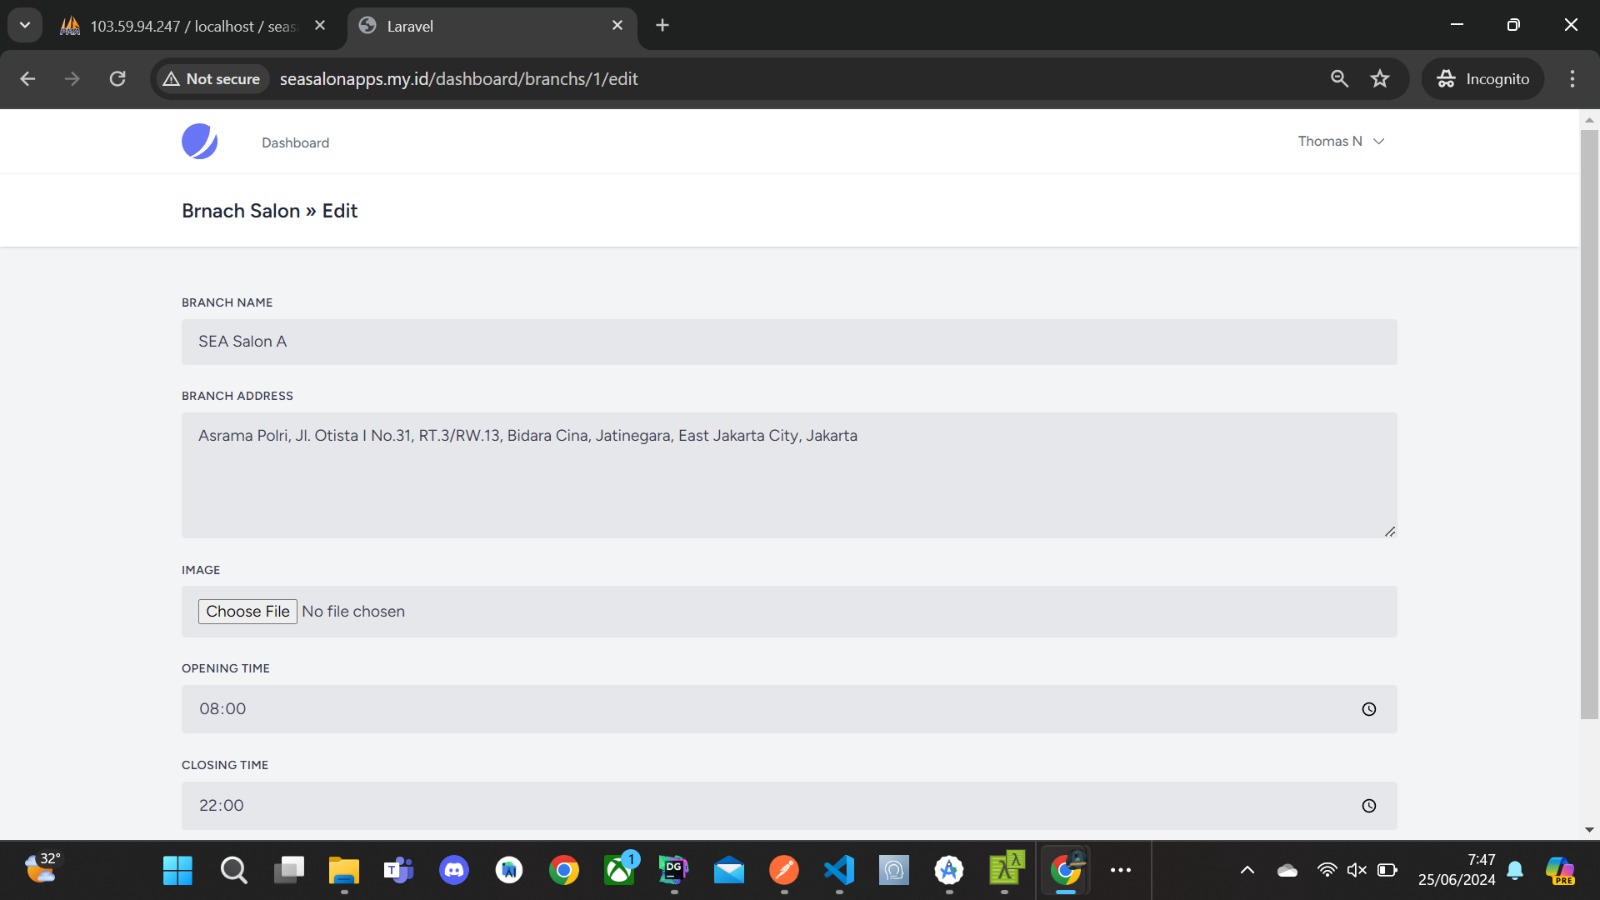 103.59.94.247 / localhost / seas
Laravel
Not secure
seasalonapps.my.id/dashboard/branchs/1/edit
Incognito
Dashboard
Thomas N
Brnach Salon » Edit
BRANCH NAME
SEA Salon A
BRANCH ADDRESS
Asrama Polri, Jl. Otista I No.31, RT.3/RW.13, Bidara Cina, Jatinegara, East Jakarta City, Jakarta
IMAGE
Choose File No file chosen
OPENING TIME
08:00
CLOSING TIME
22:00
32°
T
AI
1
DG
λ
λ
7:47
25/06/2024
PRE